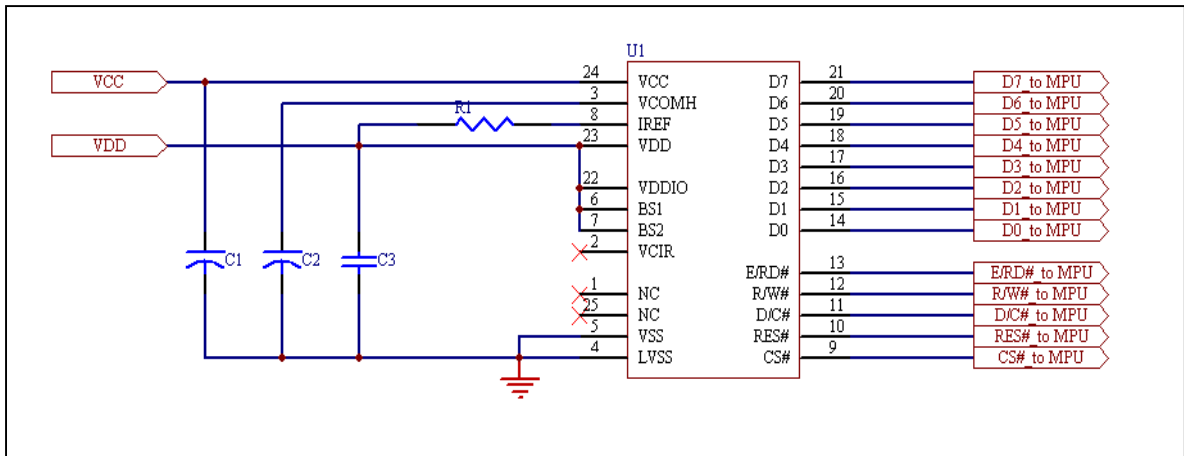 U1
VCC 24 VCC D7 21 D7_to MPU
3 VCOMH D6 20 D6_to MPU
R1 8 IREF D5 19 D5_to MPU
VDD 23 VDD D4 18 D4_to MPU
D3 17 D3_to MPU
22 VDDIO D2 16 D2_to MPU
6 BS1 D1 15 D1_to MPU
7 BS2 D0 14 D0_to MPU
C1 C2 C3 2 VCIR
E/RD# 13 E/RD#_to MPU
1 NC R/W# 12 R/W#_to MPU
25 NC D/C# 11 D/C#_to MPU
5 VSS RES# 10 RES#_to MPU
4 LVSS CS# 9 CS#_to MPU